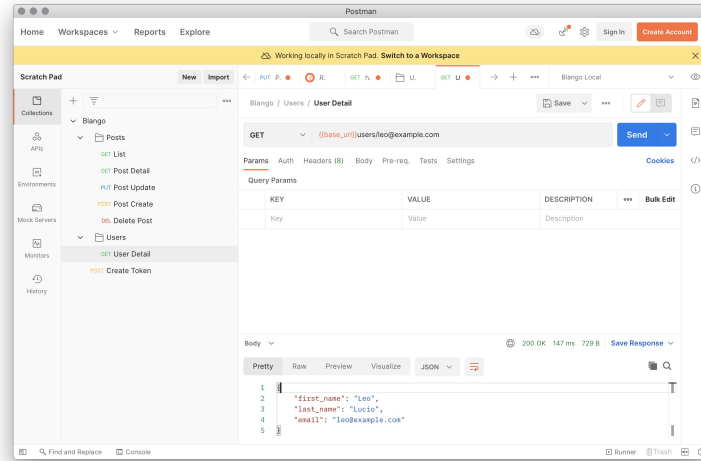 Postman
Home Workspaces Reports Explore Search Postman Sign In Create Account
Working locally in Scratch Pad. Switch to a Workspace
Scratch Pad New Import PUT P. R. GET h. U. GET U Blango Local
Collections
APIs
Environments
Mock Servers
Monitors
History
Blango
Posts
GET List
GET Post Detail
PUT Post Update
POST Post Create
DEL Delete Post
Users
GET User Detail
POST Create Token
Blango / Users / User Detail Save
GET {{base_url}}users/leo@example.com Send
Params Auth Headers (8) Body Pre-req. Tests Settings Cookies
Query Params
KEY VALUE DESCRIPTION Bulk Edit
Key Value Description
Body 200 OK 147 ms 729 B Save Response
Pretty Raw Preview Visualize JSON
1 {
2 "first_name": "Leo",
3 "last_name": "Lucio",
4 "email": "leo@example.com"
5 }
Find and Replace Console Runner Trash